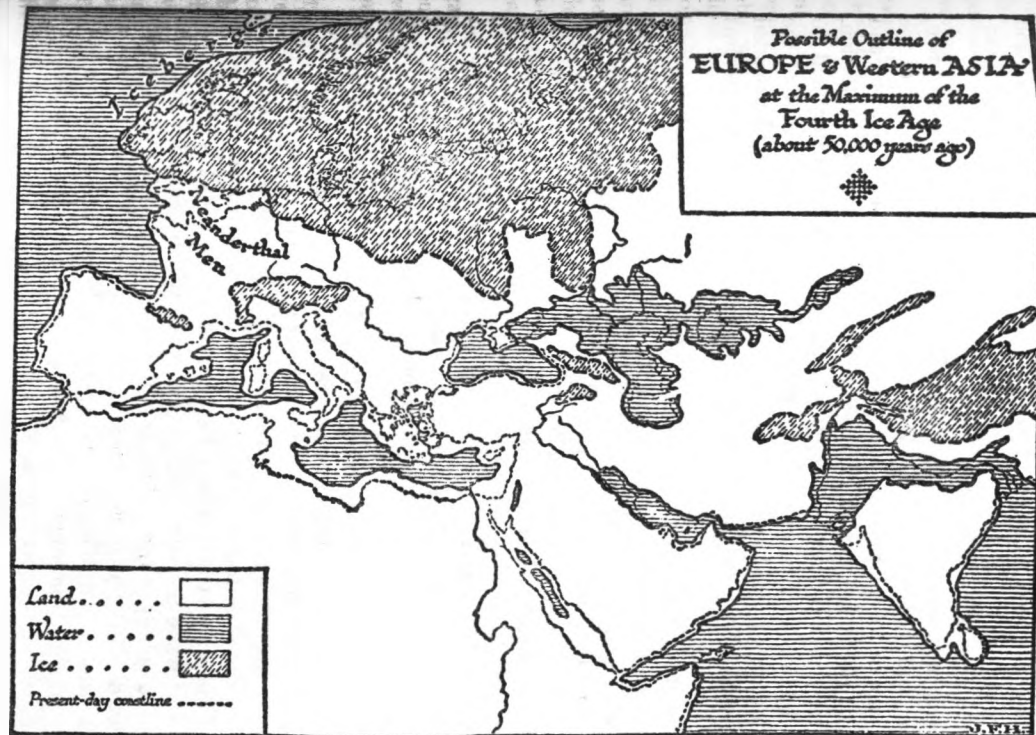 Possible Outline of
EUROPE & Western ASIA
at the Maximum of the
Fourth Ice Age
(about 50,000 years ago)
Icebergs
Neanderthal
Men
Land . . . . .
Water . . . . .
Ice . . . . . .
Present-day coastline
J.F.H.